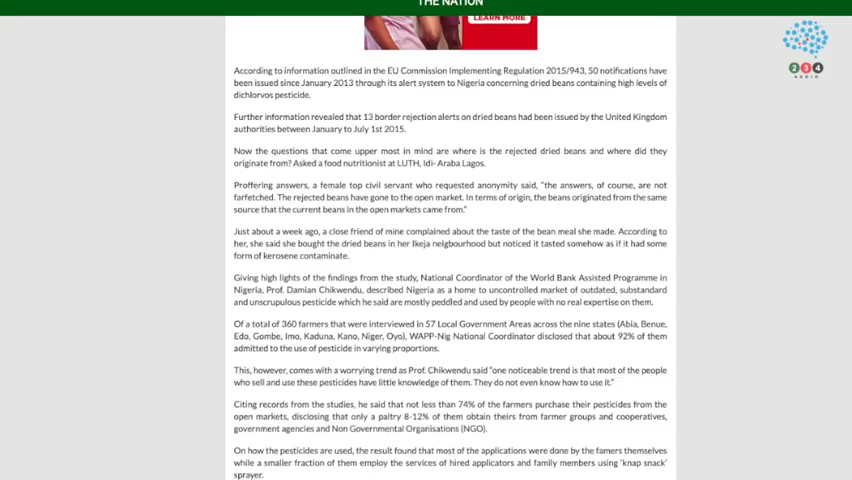 THE NATION
LEARN MORE
According to information outlined in the EU Commission Implementing Regulation 2015/943, 50 notifications have
been issued since January 2013 through its alert system to Nigeria concerning dried beans containing high levels of
dichlorvos pesticide.
Further information revealed that 13 border rejection alerts on dried beans had been issued by the United Kingdom
authorities between January to July 1st 2015.
Now the questions that come upper most in mind are where is the rejected dried beans and where did they
originate from? Asked a food nutritionist at LUTH, Idi- Araba Lagos.
Proffering answers, a female top civil servant who requested anonymity said, "the answers, of course, are not
farfetched. The rejected beans have gone to the open market. In terms of origin, the beans originated from the same
source that the current beans in the open markets came from."
Just about a week ago, a close friend of mine complained about the taste of the bean meal she made. According to
her, she said she bought the dried beans in her Ikeja neigbourhood but noticed it tasted somehow as if it had some
form of kerosene contaminate.
Giving high lights of the findings from the study, National Coordinator of the World Bank Assisted Programme in
Nigeria, Prof. Damian Chikwendu, described Nigeria as a home to uncontrolled market of outdated, substandard
and unscrupulous pesticide which he said are mostly peddled and used by people with no real expertise on them.
Of a total of 360 farmers that were interviewed in 57 Local Government Areas across the nine states (Abia, Benue,
Edo, Gombe, Imo, Kaduna, Kano, Niger, Oyo), WAPP-Nig National Coordinator disclosed that about 92% of them
admitted to the use of pesticide in varying proportions.
This, however, comes with a worrying trend as Prof. Chikwendu said "one noticeable trend is that most of the people
who sell and use these pesticides have little knowledge of them. They do not even know how to use it."
Citing records from the studies, he said that not less than 74% of the farmers purchase their pesticides from the
open markets, disclosing that only a paltry 8-12% of them obtain theirs from farmer groups and cooperatives,
government agencies and Non Governmental Organisations (NGO).
On how the pesticides are used, the result found that most of the applications were done by the famers themselves
while a smaller fraction of them employ the services of hired applicators and family members using 'knap snack'
sprayer.
234
AUDIO